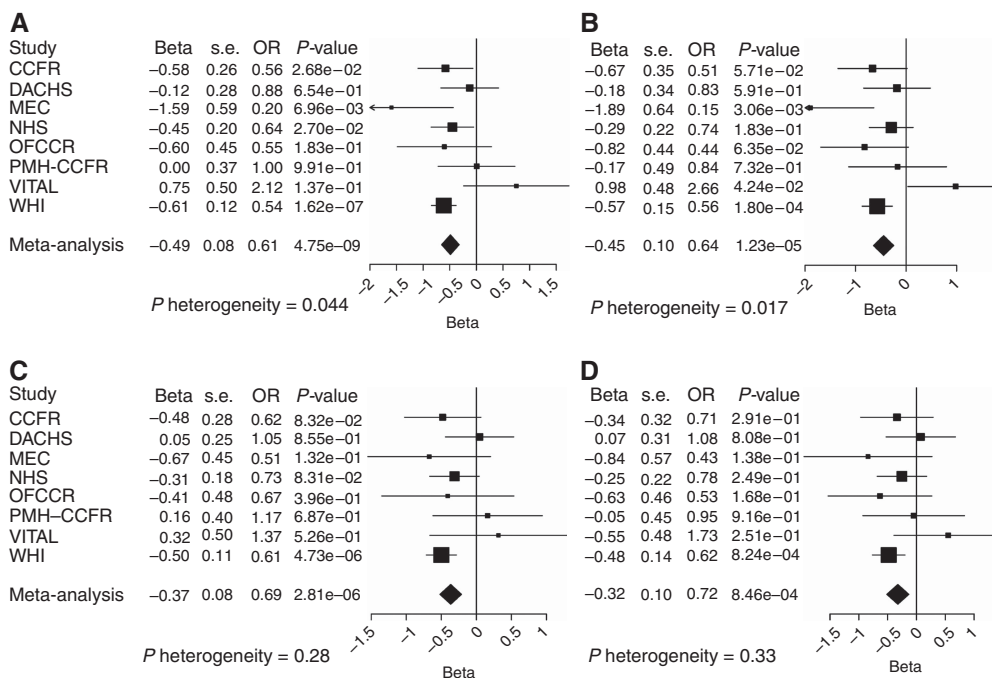 A
Study Beta s.e. OR P-value
CCFR −0.58 0.26 0.56 2.68e−02
DACHS −0.12 0.28 0.88 6.54e−01
MEC −1.59 0.59 0.20 6.96e−03
NHS −0.45 0.20 0.64 2.70e−02
OFCCR −0.60 0.45 0.55 1.83e−01
PMH-CCFR 0.00 0.37 1.00 9.91e−01
VITAL 0.75 0.50 2.12 1.37e−01
WHI −0.61 0.12 0.54 1.62e−07
Meta-analysis −0.49 0.08 0.61 4.75e−09
−2 −1.5 −1 −0.5 0 0.5 1 1.5
P heterogeneity = 0.044
Beta
B
Beta s.e. OR P-value
−0.67 0.35 0.51 5.71e−02
−0.18 0.34 0.83 5.91e−01
−1.89 0.64 0.15 3.06e−03
−0.29 0.22 0.74 1.83e−01
−0.82 0.44 0.44 6.35e−02
−0.17 0.49 0.84 7.32e−01
0.98 0.48 2.66 4.24e−02
−0.57 0.15 0.56 1.80e−04
−0.45 0.10 0.64 1.23e−05
−2 −1 0 1
P heterogeneity = 0.017
Beta
C
Study Beta s.e. OR P-value
CCFR −0.48 0.28 0.62 8.32e−02
DACHS 0.05 0.25 1.05 8.55e−01
MEC −0.67 0.45 0.51 1.32e−01
NHS −0.31 0.18 0.73 8.31e−02
OFCCR −0.41 0.48 0.67 3.96e−01
PMH–CCFR 0.16 0.40 1.17 6.87e−01
VITAL 0.32 0.50 1.37 5.26e−01
WHI −0.50 0.11 0.61 4.73e−06
Meta-analysis −0.37 0.08 0.69 2.81e−06
−1.5 −1 −0.5 0 0.5 1
P heterogeneity = 0.28
Beta
D
Beta s.e. OR P-value
−0.34 0.32 0.71 2.91e−01
0.07 0.31 1.08 8.08e−01
−0.84 0.57 0.43 1.38e−01
−0.25 0.22 0.78 2.49e−01
−0.63 0.46 0.53 1.68e−01
−0.05 0.45 0.95 9.16e−01
−0.55 0.48 1.73 2.51e−01
−0.48 0.14 0.62 8.24e−04
−0.32 0.10 0.72 8.46e−04
−1.5 −1 −0.5 0 0.5 1
P heterogeneity = 0.33
Beta